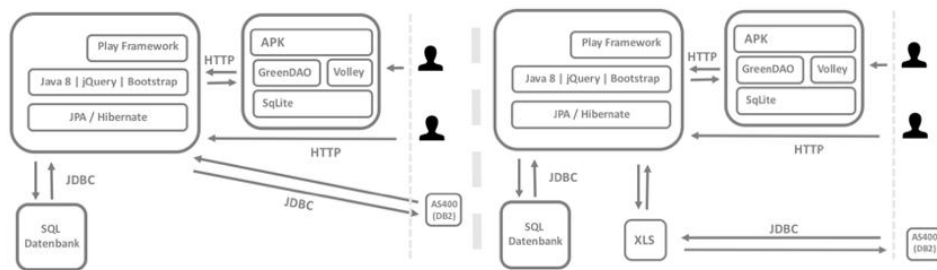 Play Framework
Java 8 | jQuery | Bootstrap
JPA / Hibernate
HTTP
APK
GreenDAO
Volley
SqLite
HTTP
JDBC
JDBC
SQL
Datenbank
AS400
(DB2)
Play Framework
Java 8 | jQuery | Bootstrap
JPA / Hibernate
HTTP
APK
GreenDAO
Volley
SqLite
HTTP
JDBC
SQL
Datenbank
XLS
JDBC
AS400
(DB2)